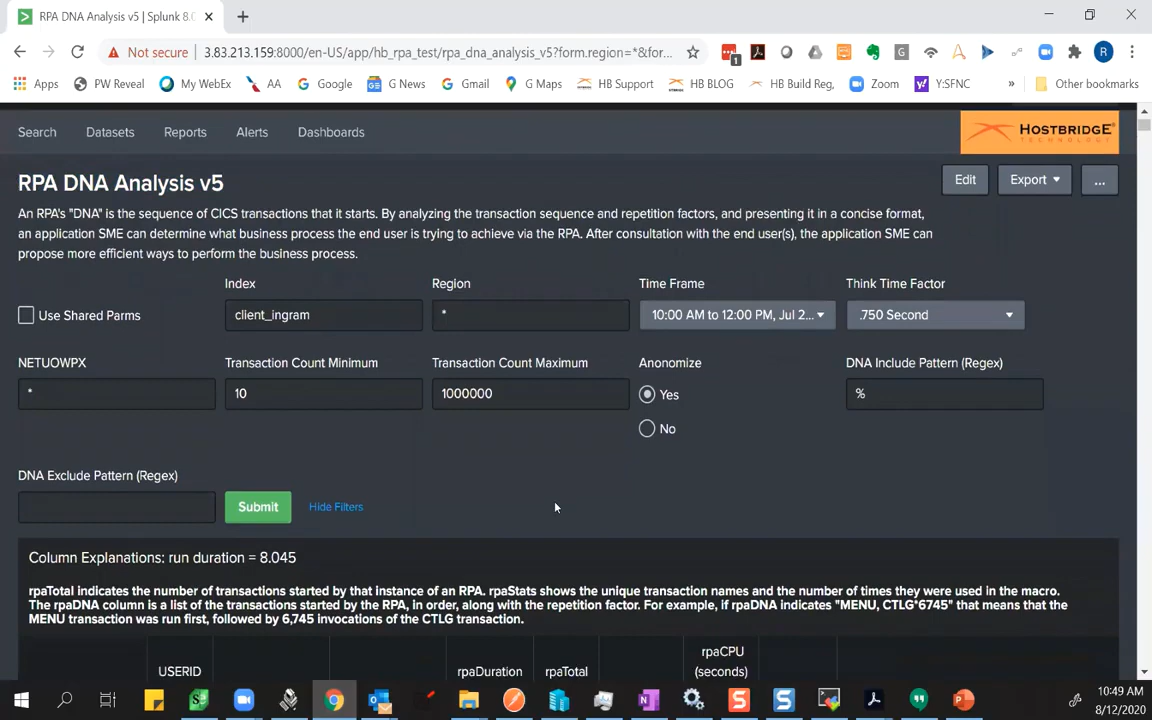 RPA DNA Analysis v5 | Splunk 8.0
Not secure 3.83.213.159:8000/en-US/app/hb_rpa_test/rpa_dna_analysis_v5?form.region=*&for...
1
R
Apps PW Reveal My WebEx AA Google G News Gmail G Maps HB Support HB BLOG HB Build Reg, Zoom Y:SFNC » Other bookmarks
Search Datasets Reports Alerts Dashboards
HOSTBRIDGE
TECHNOLOGY
RPA DNA Analysis v5
Edit Export ...
An RPA's "DNA" is the sequence of CICS transactions that it starts. By analyzing the transaction sequence and repetition factors, and presenting it in a concise format,
an application SME can determine what business process the end user is trying to achieve via the RPA. After consultation with the end user(s), the application SME can
propose more efficient ways to perform the business process.
Index Region Time Frame Think Time Factor
Use Shared Parms client_ingram * 10:00 AM to 12:00 PM, Jul 2... .750 Second
NETUOWPX Transaction Count Minimum Transaction Count Maximum Anonomize DNA Include Pattern (Regex)
* 10 1000000 Yes %
No
DNA Exclude Pattern (Regex)
Submit Hide Filters
Column Explanations: run duration = 8.045
rpaTotal indicates the number of transactions started by that instance of an RPA. rpaStats shows the unique transaction names and the number of times they were used in the macro.
The rpaDNA column is a list of the transactions started by the RPA, in order, along with the repetition factor. For example, if rpaDNA indicates "MENU, CTLG*6745" that means that the
MENU transaction was run first, followed by 6,745 invocations of the CTLG transaction.
rpaCPU
USERID rpaDuration rpaTotal (seconds)
10:49 AM
8/12/2020